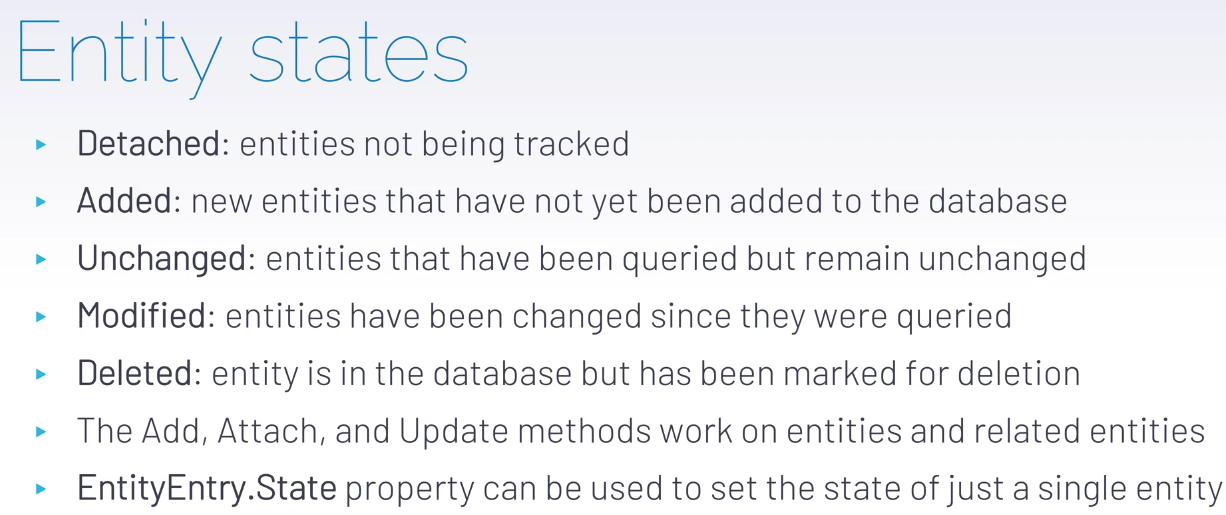 Entity states
Detached: entities not being tracked
Added: new entities that have not yet been added to the database
Unchanged: entities that have been queried but remain unchanged
Modified: entities have been changed since they were queried
Deleted: entity is in the database but has been marked for deletion
The Add, Attach, and Update methods work on entities and related entities
EntityEntry.State property can be used to set the state of just a single entity